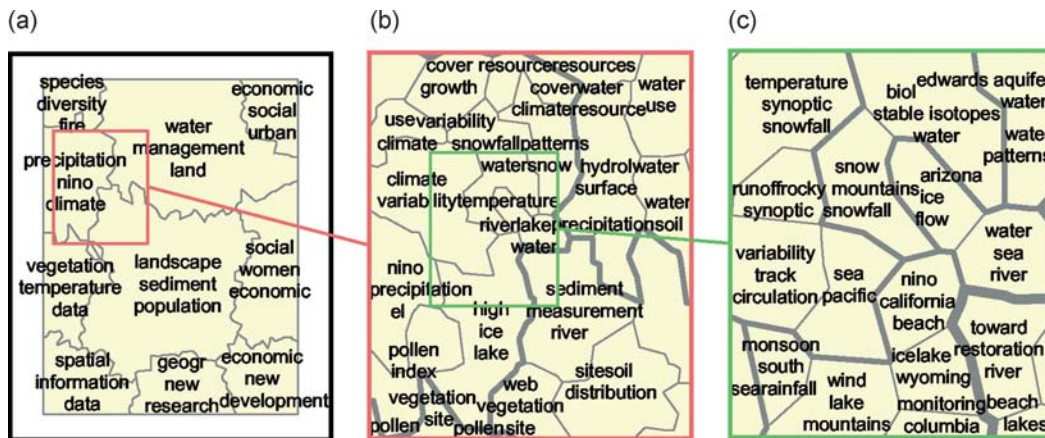 (a)
species
diversity
fire
economic
social
urban
water
management
land
precipitation
nino
climate
vegetation
temperature
data
landscape
sediment
population
social
women
economic
spatial
information
data
geogr
new
research
economic
new
development
(b)
cover resourceresources
growth
coverwater
climateresource
water
use
usevariability
climate
snowfallpatterns
watersnow
hydrolwater
surface
climate
variabilitytemperature
water
riverlakeprecipitationsoil
water
nino
precipitation
el
sediment
measurement
river
high
ice
lake
pollen
index
sitesoil
distribution
web
vegetation
pollensite
vegetation
pollen site
(c)
temperature
synoptic
snowfall
biol
stable isotopes
water
edwards aquife
water
water
patterns
snow
mountains
snowfall
arizona
ice
flow
runoffrocky
synoptic
water
sea
river
variability
track
circulation
sea
pacific
nino
california
beach
toward
restoration
river
monsoon
south
searainfall
icelake
wyoming
wind
lake
mountains
monitoring
columbia
beach
lakes